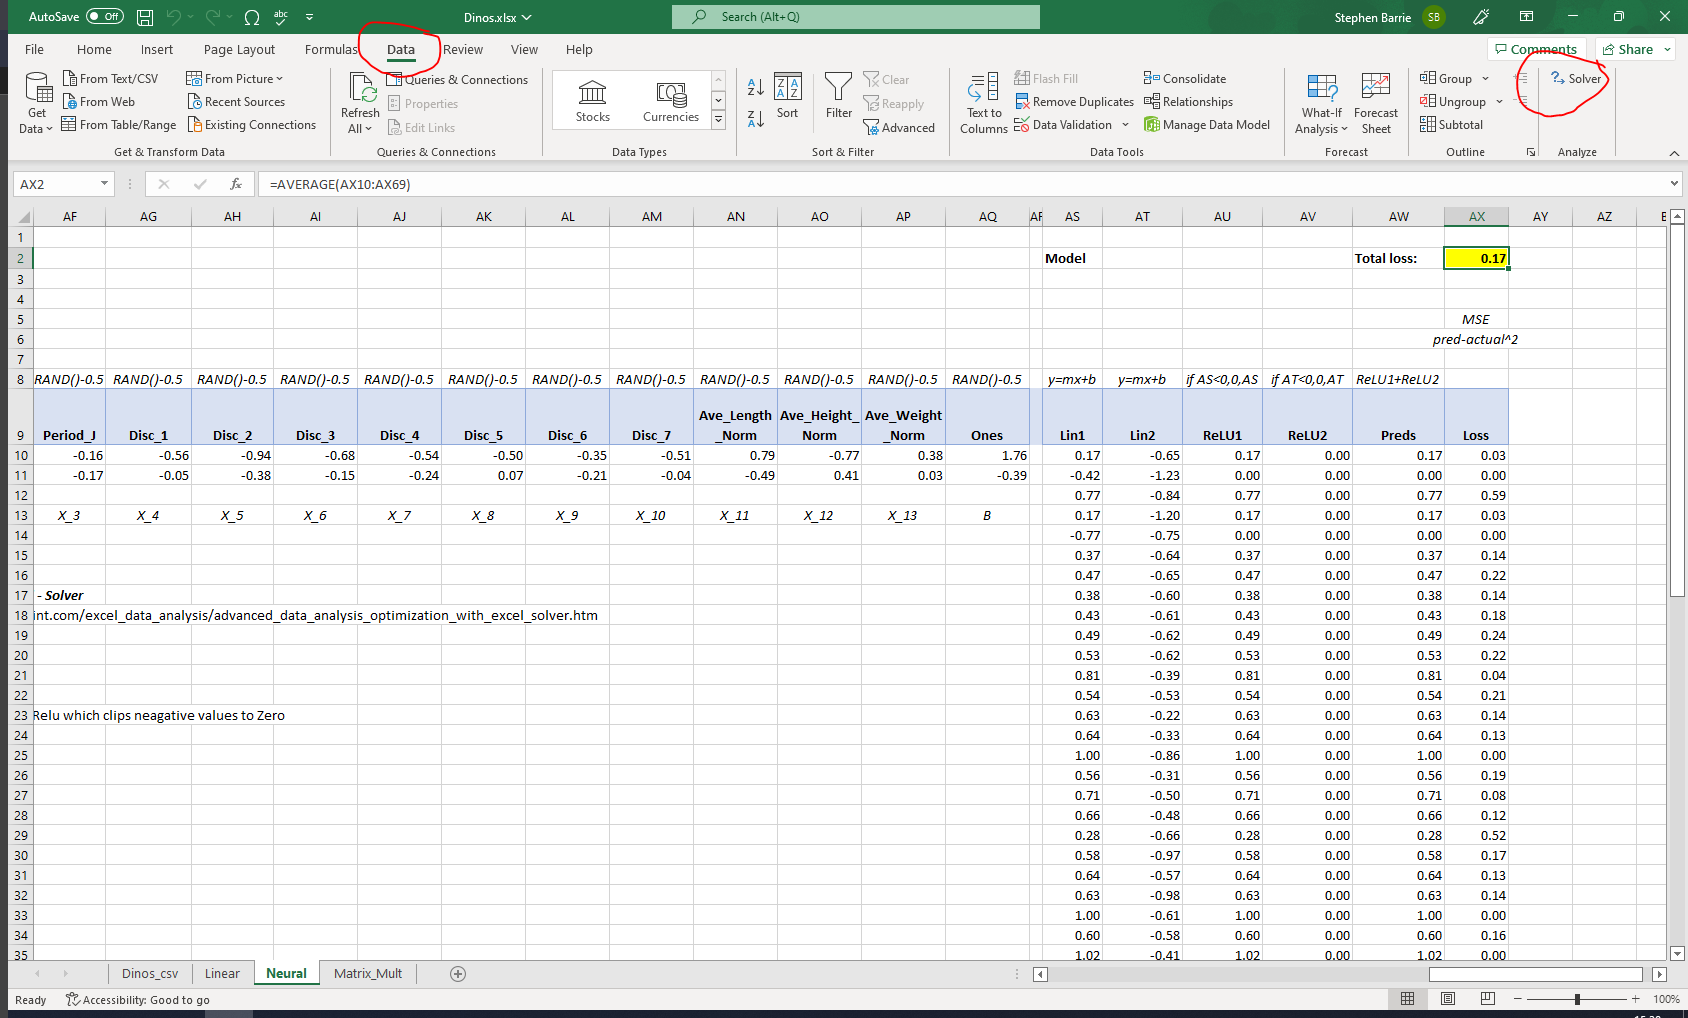 AutoSave Off abc Dinos.xlsx Search (Alt+Q) Stephen Barrie SB
File Home Insert Page Layout Formulas Data Review View Help Comments Share
Get Data From Text/CSV From Picture
From Web Recent Sources
From Table/Range Existing Connections
Get & Transform Data
Refresh All Queries & Connections
Properties
Edit Links
Queries & Connections
Stocks Currencies
Data Types
Sort Filter Clear
Reapply
Advanced
Sort & Filter
Text to Columns Flash Fill Consolidate
Remove Duplicates Relationships
Data Validation Manage Data Model
Data Tools
What-If Analysis Forecast Sheet
Forecast
Group
Ungroup
Subtotal
Outline
Solver
Analyze
AX2 fx =AVERAGE(AX10:AX69)
AF AG AH AI AJ AK AL AM AN AO AP AQ AF AS AT AU AV AW AX AY AZ
1
2 Model Total loss: 0.17
3
4
5 MSE
6 pred-actual^2
7
8 RAND()-0.5 RAND()-0.5 RAND()-0.5 RAND()-0.5 RAND()-0.5 RAND()-0.5 RAND()-0.5 RAND()-0.5 RAND()-0.5 RAND()-0.5 RAND()-0.5 RAND()-0.5 y=mx+b y=mx+b if AS<0,0,AS if AT<0,0,AT ReLU1+ReLU2
9 Period_J Disc_1 Disc_2 Disc_3 Disc_4 Disc_5 Disc_6 Disc_7 Ave_Length_Norm Ave_Height_Norm Ave_Weight_Norm Ones Lin1 Lin2 ReLU1 ReLU2 Preds Loss
10 -0.16 -0.56 -0.94 -0.68 -0.54 -0.50 -0.35 -0.51 0.79 -0.77 0.38 1.76 0.17 -0.65 0.17 0.00 0.17 0.03
11 -0.17 -0.05 -0.38 -0.15 -0.24 0.07 -0.21 -0.04 -0.49 0.41 0.03 -0.39 -0.42 -1.23 0.00 0.00 0.00 0.00
12 0.77 -0.84 0.77 0.00 0.77 0.59
13 X_3 X_4 X_5 X_6 X_7 X_8 X_9 X_10 X_11 X_12 X_13 B 0.17 -1.20 0.17 0.00 0.17 0.03
14 -0.77 -0.75 0.00 0.00 0.00 0.00
15 0.37 -0.64 0.37 0.00 0.37 0.14
16 0.47 -0.65 0.47 0.00 0.47 0.22
17 - Solver 0.38 -0.60 0.38 0.00 0.38 0.14
18 int.com/excel_data_analysis/advanced_data_analysis_optimization_with_excel_solver.htm 0.43 -0.61 0.43 0.00 0.43 0.18
19 0.49 -0.62 0.49 0.00 0.49 0.24
20 0.53 -0.62 0.53 0.00 0.53 0.22
21 0.81 -0.39 0.81 0.00 0.81 0.04
22 0.54 -0.53 0.54 0.00 0.54 0.21
23 Relu which clips neagative values to Zero 0.63 -0.22 0.63 0.00 0.63 0.14
24 0.64 -0.33 0.64 0.00 0.64 0.13
25 1.00 -0.86 1.00 0.00 1.00 0.00
26 0.56 -0.31 0.56 0.00 0.56 0.19
27 0.71 -0.50 0.71 0.00 0.71 0.08
28 0.66 -0.48 0.66 0.00 0.66 0.12
29 0.28 -0.66 0.28 0.00 0.28 0.52
30 0.58 -0.97 0.58 0.00 0.58 0.17
31 0.64 -0.57 0.64 0.00 0.64 0.13
32 0.63 -0.98 0.63 0.00 0.63 0.14
33 1.00 -0.61 1.00 0.00 1.00 0.00
34 0.60 -0.58 0.60 0.00 0.60 0.16
35 1.02 -0.41 1.02 0.00 1.02 0.00
Dinos_csv Linear Neural Matrix_Mult
Ready Accessibility: Good to go 100%